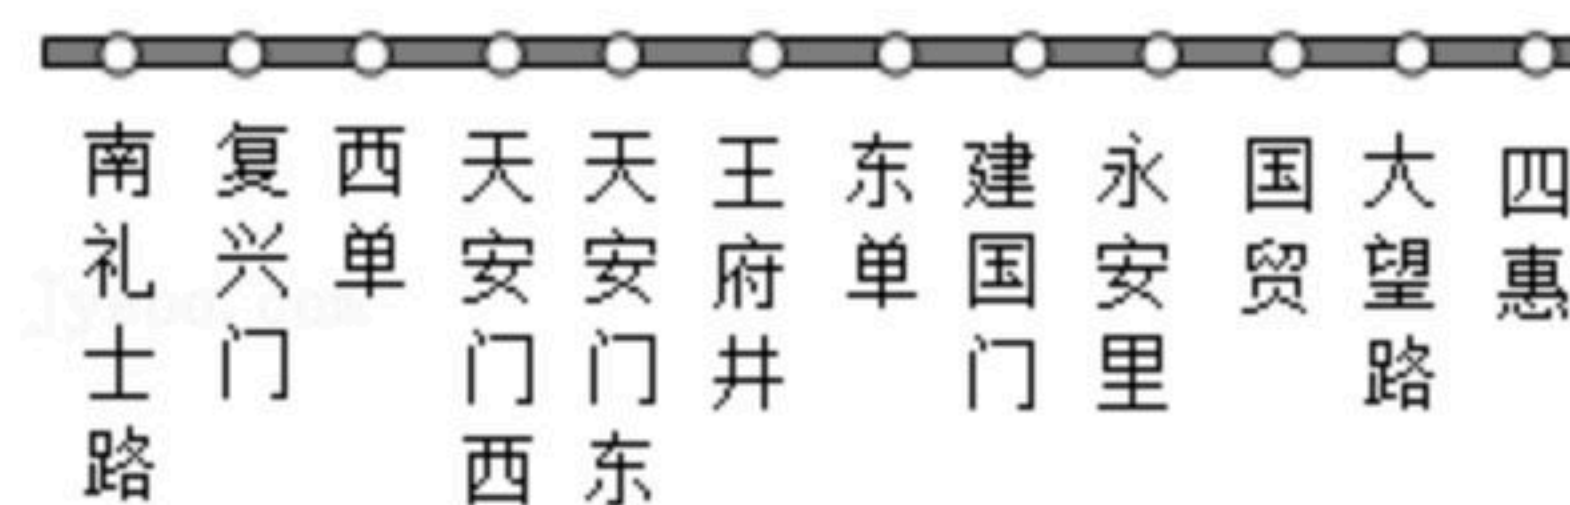 南礼士路
复兴门
西单
天安门西
天安门东
王府井
东单
建国门
永安里
国贸
大望路
四惠